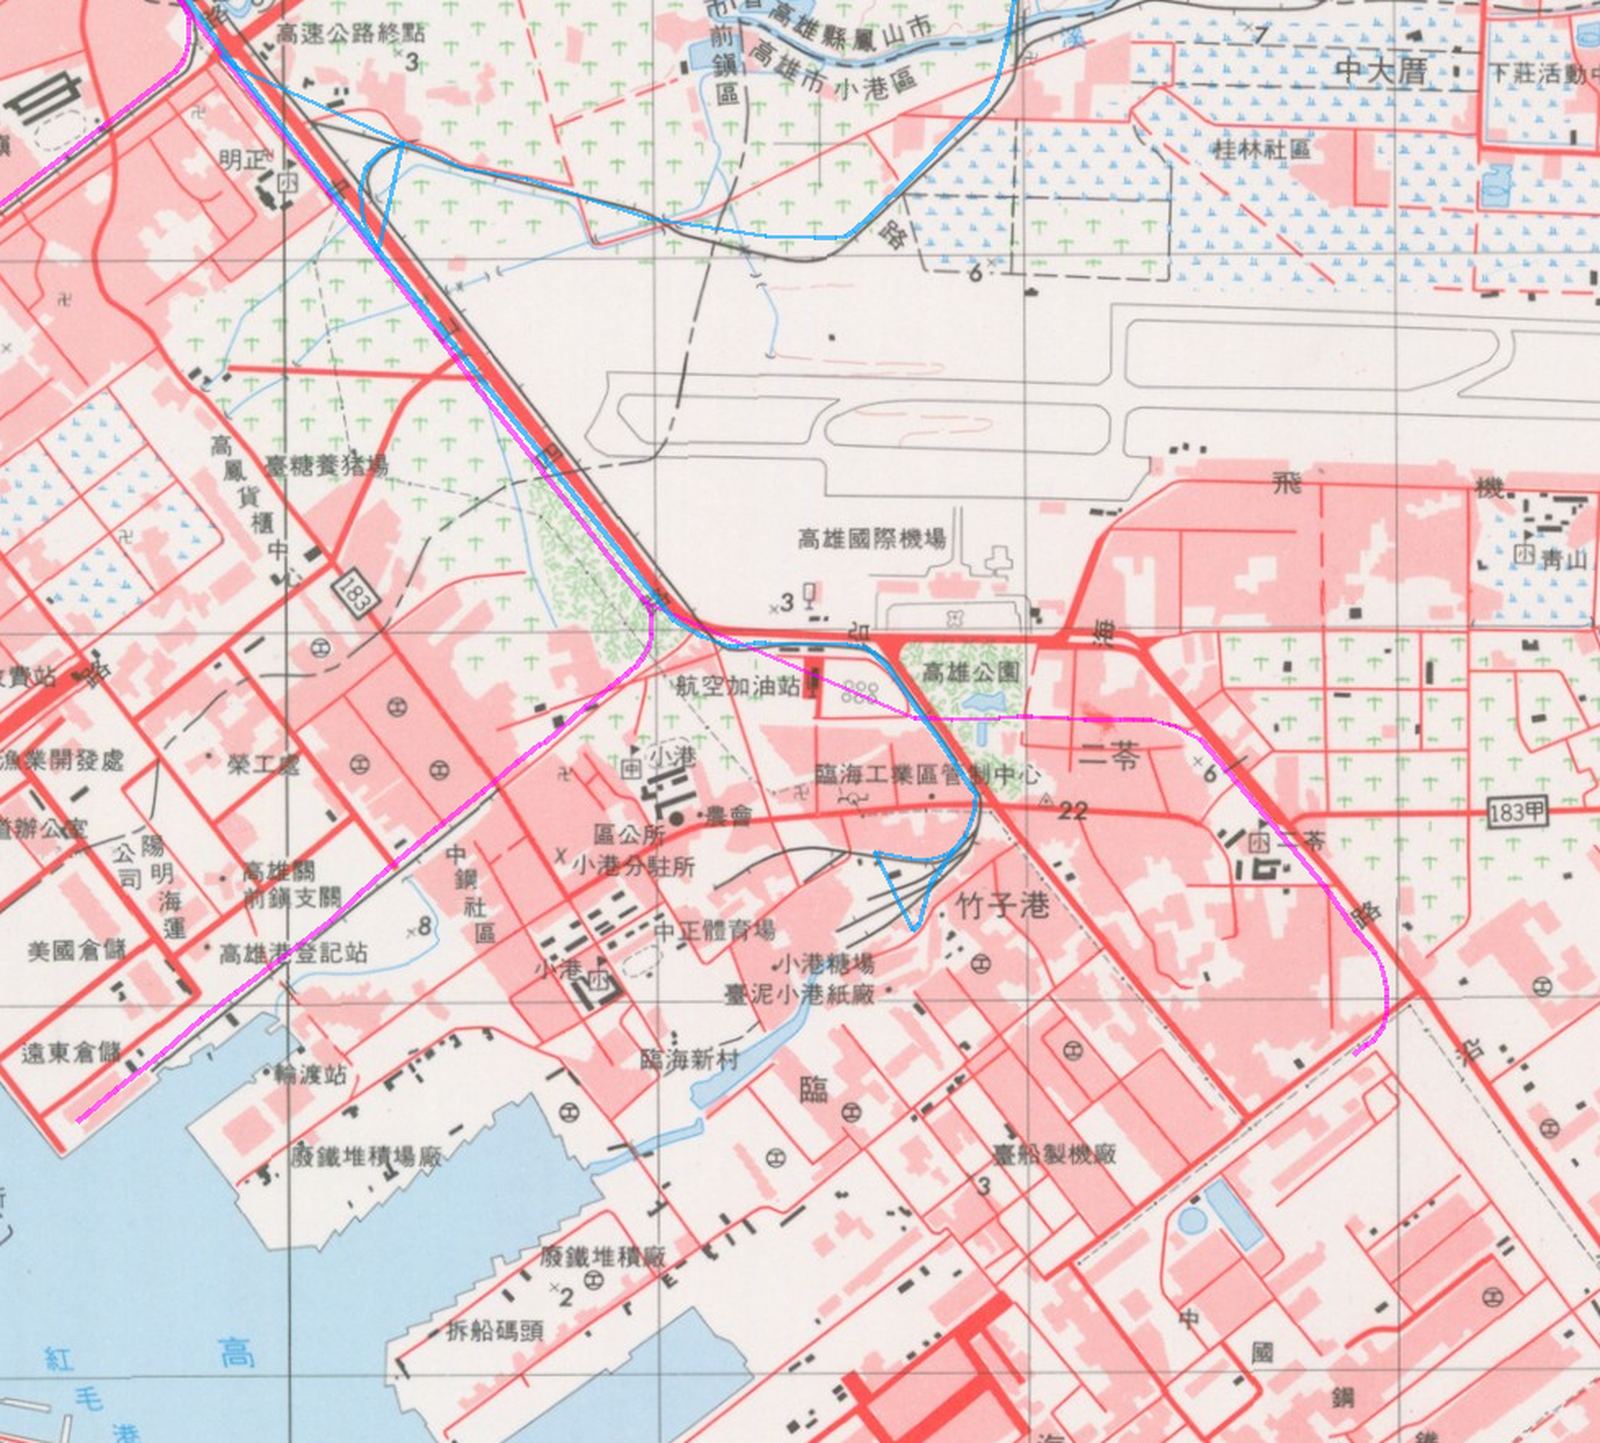 高速公路終點
3
前鎮區
高雄縣鳳山市
高雄市小港區
溪
7
中大厝
下莊活動中
桂林社區
明正
小
路
6
臺糖養猪場
高鳳貨櫃中心
183
高雄國際機場
3
飛機
小
青山
台
海
高雄公園
航空加油站
小港
中
二苓
臨海工業區管制中心
6
22
183甲
小
二苓
農會
區公所
小港分駐所
竹子港
漁業開發處
榮工處
高雄關
前鎮支關
陽明海運
公司
中鋼社區
美國倉儲
高雄港登記站
8
中正體育場
小港
小
小港糖場
臺泥小港紙廠
路
沿
遠東倉儲
輪渡站
臨海新村
臨
廢鐵堆積場廠
臺船製機廠
3
廢鐵堆積廠
2
拆船碼頭
中
國
鋼
高
紅
毛
港